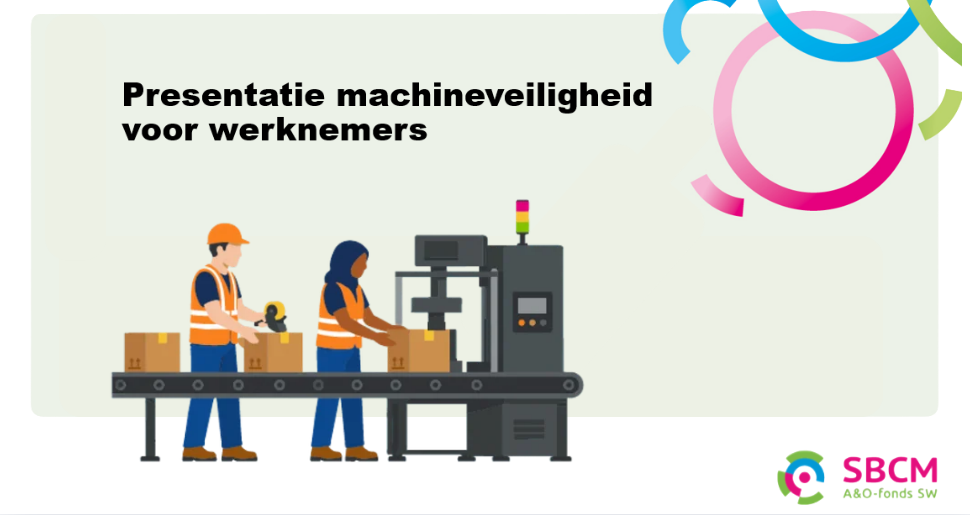 Presentatie machineveiligheid
voor werknemers
SBCM
A&O-fonds SW